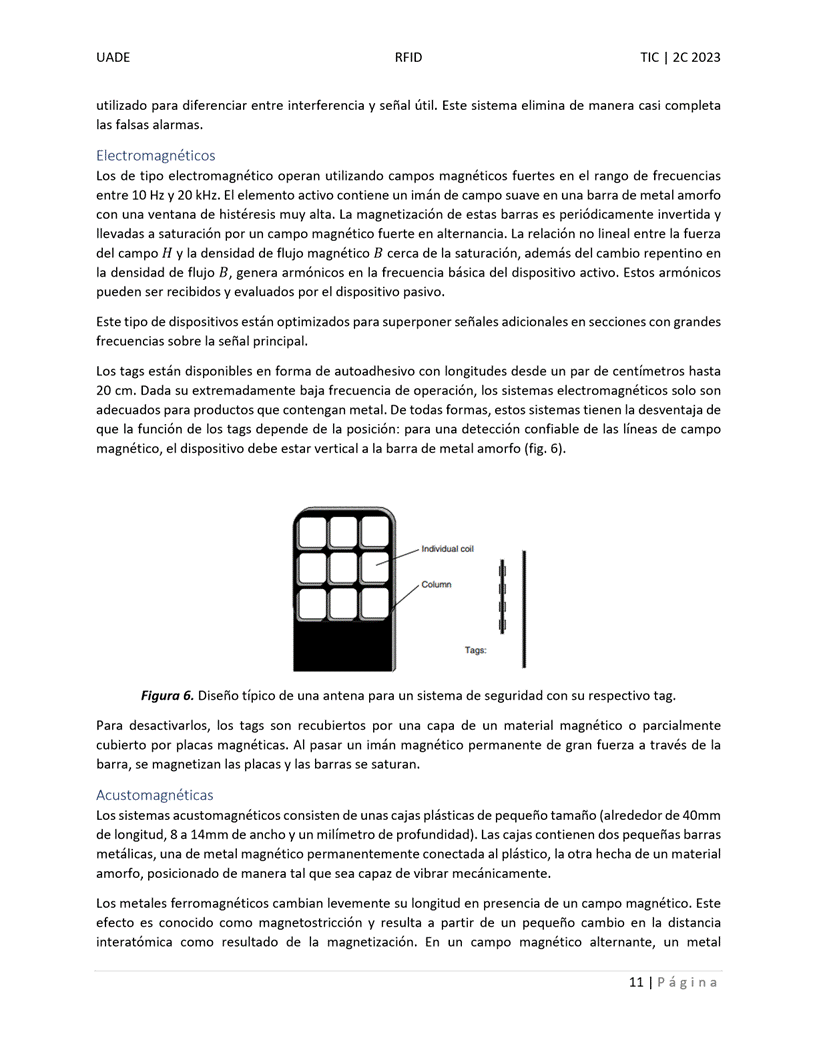 UADE RFID TIC | 2C 2023
utilizado para diferenciar entre interferencia y señal útil. Este sistema elimina de manera casi completa
las falsas alarmas.
Electromagnéticos
Los de tipo electromagnético operan utilizando campos magnéticos fuertes en el rango de frecuencias
entre 10 Hz y 20 kHz. El elemento activo contiene un imán de campo suave en una barra de metal amorfo
con una ventana de histéresis muy alta. La magnetización de estas barras es periódicamente invertida y
llevadas a saturación por un campo magnético fuerte en alternancia. La relación no lineal entre la fuerza
del campo H y la densidad de flujo magnético B cerca de la saturación, además del cambio repentino en
la densidad de flujo B, genera armónicos en la frecuencia básica del dispositivo activo. Estos armónicos
pueden ser recibidos y evaluados por el dispositivo pasivo.
Este tipo de dispositivos están optimizados para superponer señales adicionales en secciones con grandes
frecuencias sobre la señal principal.
Los tags están disponibles en forma de autoadhesivo con longitudes desde un par de centímetros hasta
20 cm. Dada su extremadamente baja frecuencia de operación, los sistemas electromagnéticos solo son
adecuados para productos que contengan metal. De todas formas, estos sistemas tienen la desventaja de
que la función de los tags depende de la posición: para una detección confiable de las líneas de campo
magnético, el dispositivo debe estar vertical a la barra de metal amorfo (fig. 6).
Individual coil
Column
Tags:
Figura 6. Diseño típico de una antena para un sistema de seguridad con su respectivo tag.
Para desactivarlos, los tags son recubiertos por una capa de un material magnético o parcialmente
cubierto por placas magnéticas. Al pasar un imán magnético permanente de gran fuerza a través de la
barra, se magnetizan las placas y las barras se saturan.
Acustomagnéticas
Los sistemas acustomagnéticos consisten de unas cajas plásticas de pequeño tamaño (alrededor de 40mm
de longitud, 8 a 14mm de ancho y un milímetro de profundidad). Las cajas contienen dos pequeñas barras
metálicas, una de metal magnético permanentemente conectada al plástico, la otra hecha de un material
amorfo, posicionado de manera tal que sea capaz de vibrar mecánicamente.
Los metales ferromagnéticos cambian levemente su longitud en presencia de un campo magnético. Este
efecto es conocido como magnetostricción y resulta a partir de un pequeño cambio en la distancia
interatómica como resultado de la magnetización. En un campo magnético alternante, un metal
11 | Página